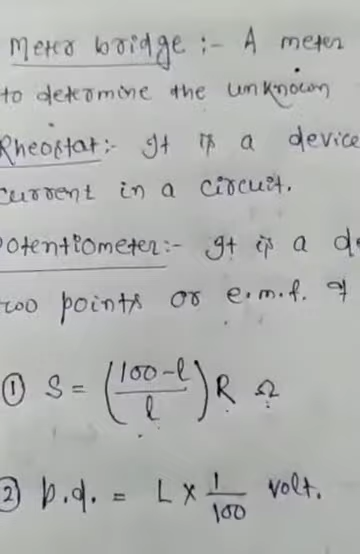 Meter bridge :- A meter
to determine the unknown
Rheostat:- It is a device
current in a circuit.
potentiometer:- It is a de
two points or e.m.f. of
① S = (100-l/l) R Ω
② p.d. = L × 1/100 volt.